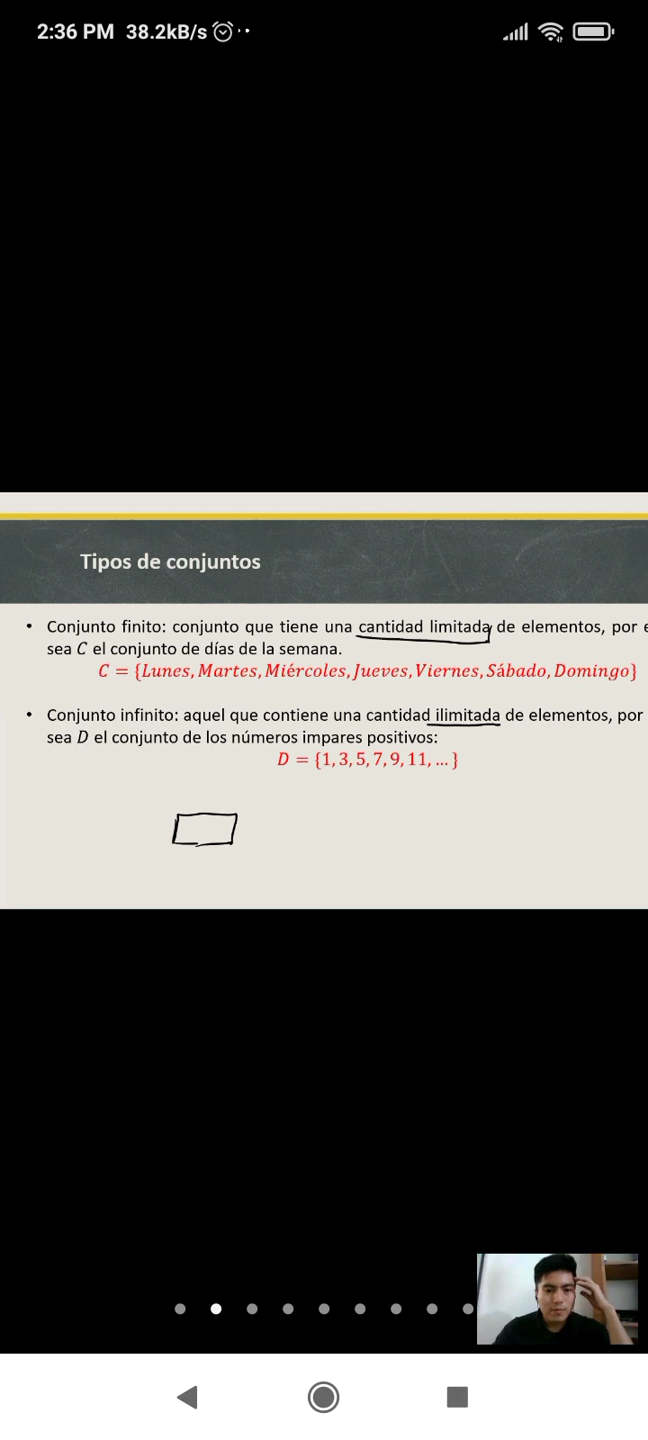 2:36 PM 38.2kB/s
Tipos de conjuntos
• Conjunto finito: conjunto que tiene una cantidad limitada de elementos, por e
sea C el conjunto de días de la semana.
C = {Lunes, Martes, Miércoles, Jueves, Viernes, Sábado, Domingo}
• Conjunto infinito: aquel que contiene una cantidad ilimitada de elementos, por
sea D el conjunto de los números impares positivos:
D = {1, 3, 5, 7, 9, 11, ... }